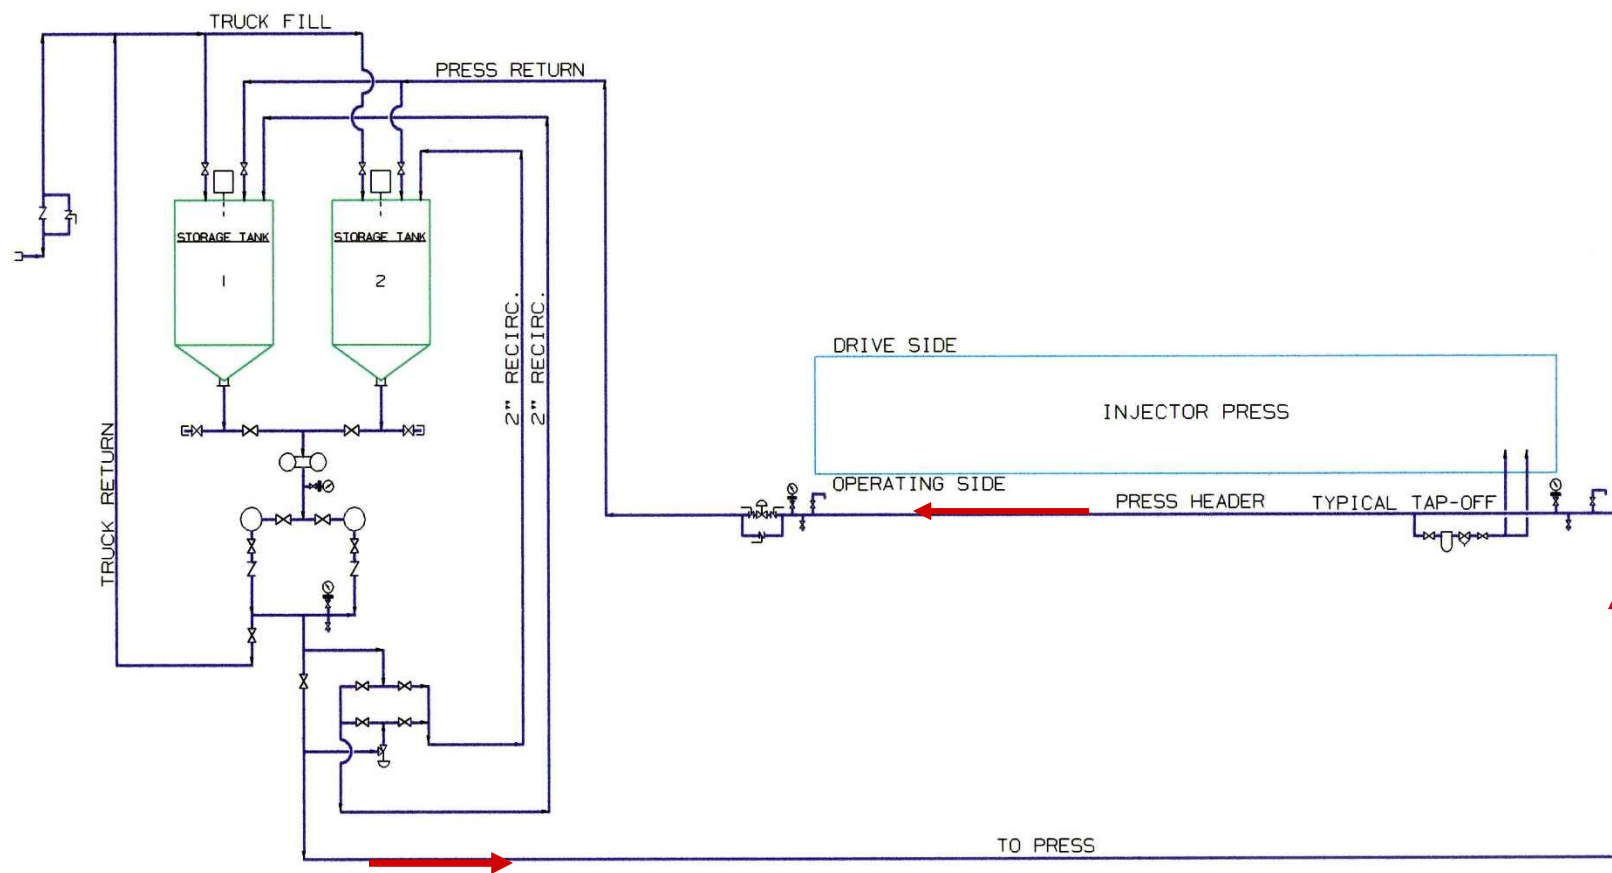 TRUCK FILL
PRESS RETURN
STORAGE TANK
1
STORAGE TANK
2
2" RECIRC.
2" RECIRC.
TRUCK RETURN
DRIVE SIDE
INJECTOR PRESS
OPERATING SIDE
PRESS HEADER
TYPICAL TAP-OFF
TO PRESS